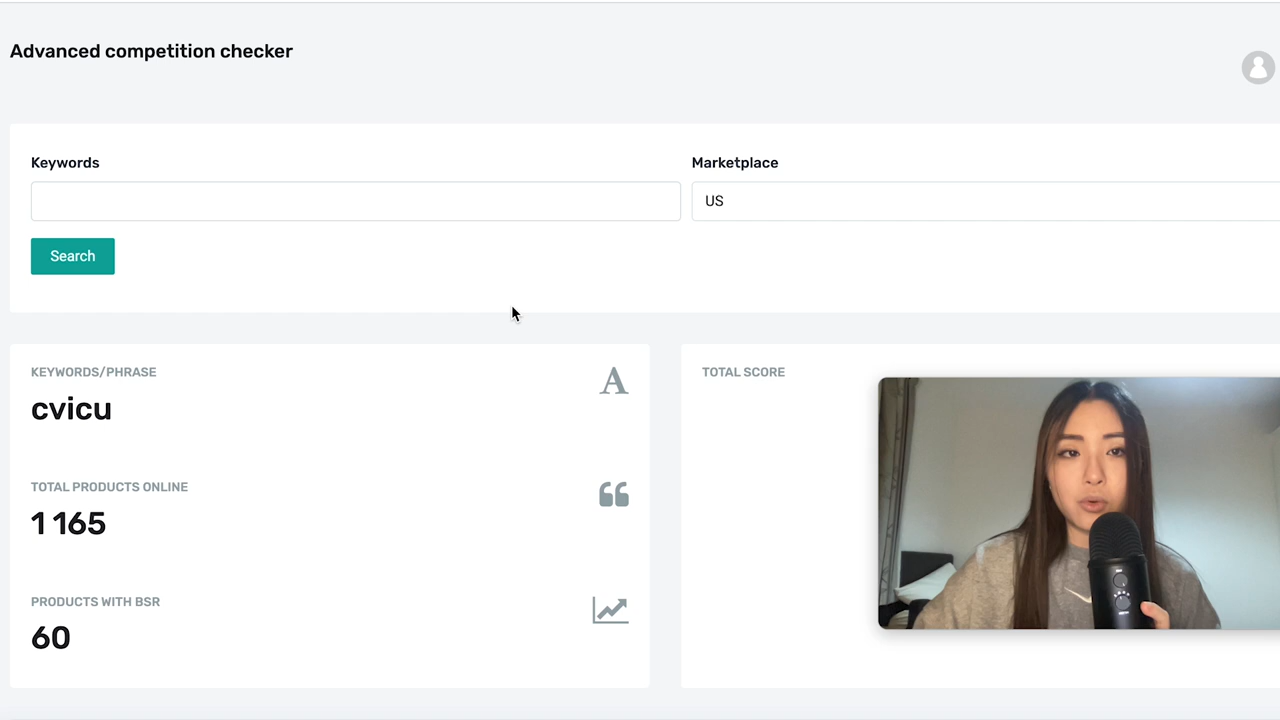 Advanced competition checker
Keywords
Marketplace
US
Search
KEYWORDS/PHRASE
cvicu
TOTAL PRODUCTS ONLINE
1 165
PRODUCTS WITH BSR
60
TOTAL SCORE